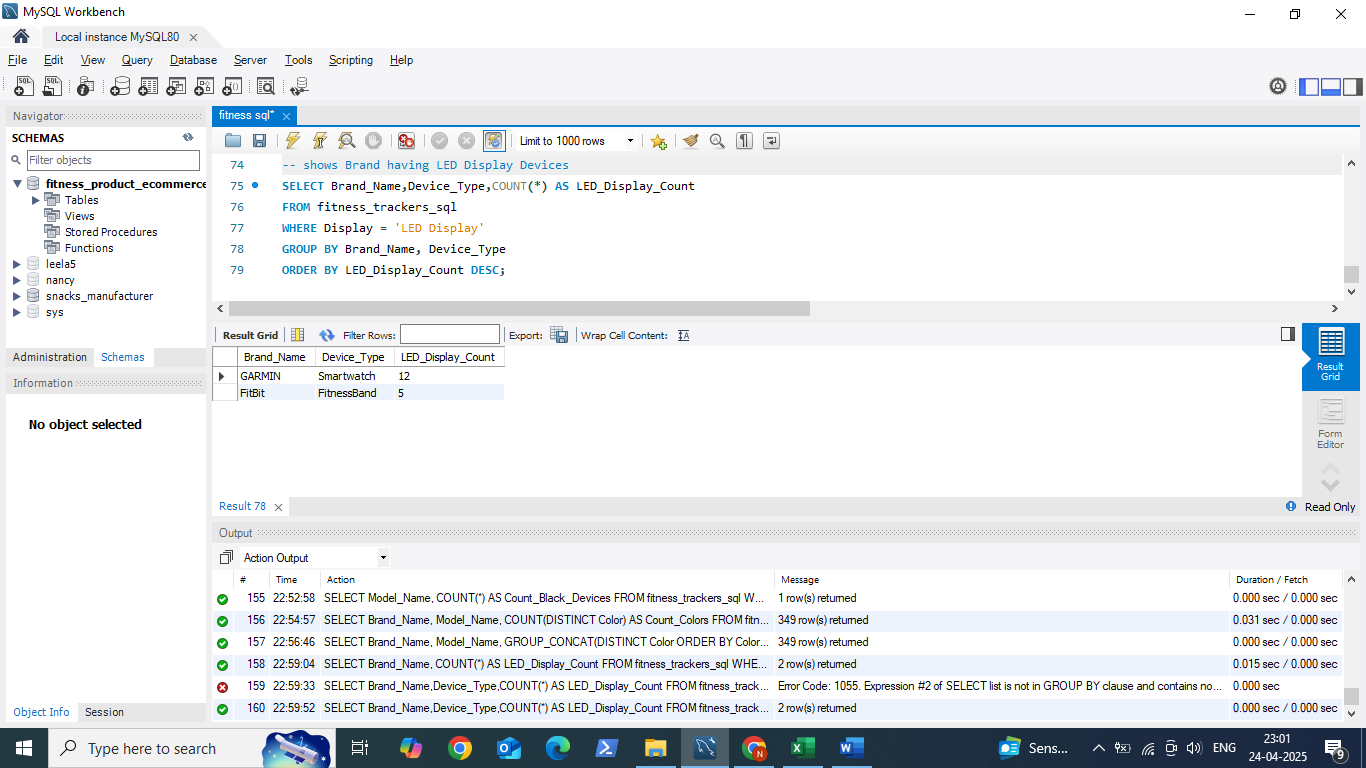 MySQL Workbench
Local instance MySQL80
File Edit View Query Database Server Tools Scripting Help
Navigator
SCHEMAS
Filter objects
fitness_product_ecommerce
Tables
Views
Stored Procedures
Functions
leela5
nancy
snacks_manufacturer
sys
Administration Schemas
Information
No object selected
Object Info Session
fitness sql*
Limit to 1000 rows
74 -- shows Brand having LED Display Devices
75 SELECT Brand_Name,Device_Type,COUNT(*) AS LED_Display_Count
76 FROM fitness_trackers_sql
77 WHERE Display = 'LED Display'
78 GROUP BY Brand_Name, Device_Type
79 ORDER BY LED_Display_Count DESC;
Result Grid Filter Rows: Export: Wrap Cell Content:
Brand_Name Device_Type LED_Display_Count
GARMIN Smartwatch 12
FitBit FitnessBand 5
Result Grid
Form Editor
Result 78
Read Only
Output
Action Output
# Time Action Message Duration / Fetch
155 22:52:58 SELECT Model_Name, COUNT(*) AS Count_Black_Devices FROM fitness_trackers_sql W... 1 row(s) returned 0.000 sec / 0.000 sec
156 22:54:57 SELECT Brand_Name, Model_Name, COUNT(DISTINCT Color) AS Count_Colors FROM fitn... 349 row(s) returned 0.031 sec / 0.000 sec
157 22:56:46 SELECT Brand_Name, Model_Name, GROUP_CONCAT(DISTINCT Color ORDER BY Color... 349 row(s) returned 0.000 sec / 0.000 sec
158 22:59:04 SELECT Brand_Name, COUNT(*) AS LED_Display_Count FROM fitness_trackers_sql WHE... 2 row(s) returned 0.015 sec / 0.000 sec
159 22:59:33 SELECT Brand_Name,Device_Type,COUNT(*) AS LED_Display_Count FROM fitness_track... Error Code: 1055. Expression #2 of SELECT list is not in GROUP BY clause and contains no... 0.000 sec
160 22:59:52 SELECT Brand_Name,Device_Type,COUNT(*) AS LED_Display_Count FROM fitness_track... 2 row(s) returned 0.000 sec / 0.000 sec
Type here to search
Sens...
ENG
23:01
24-04-2025
9